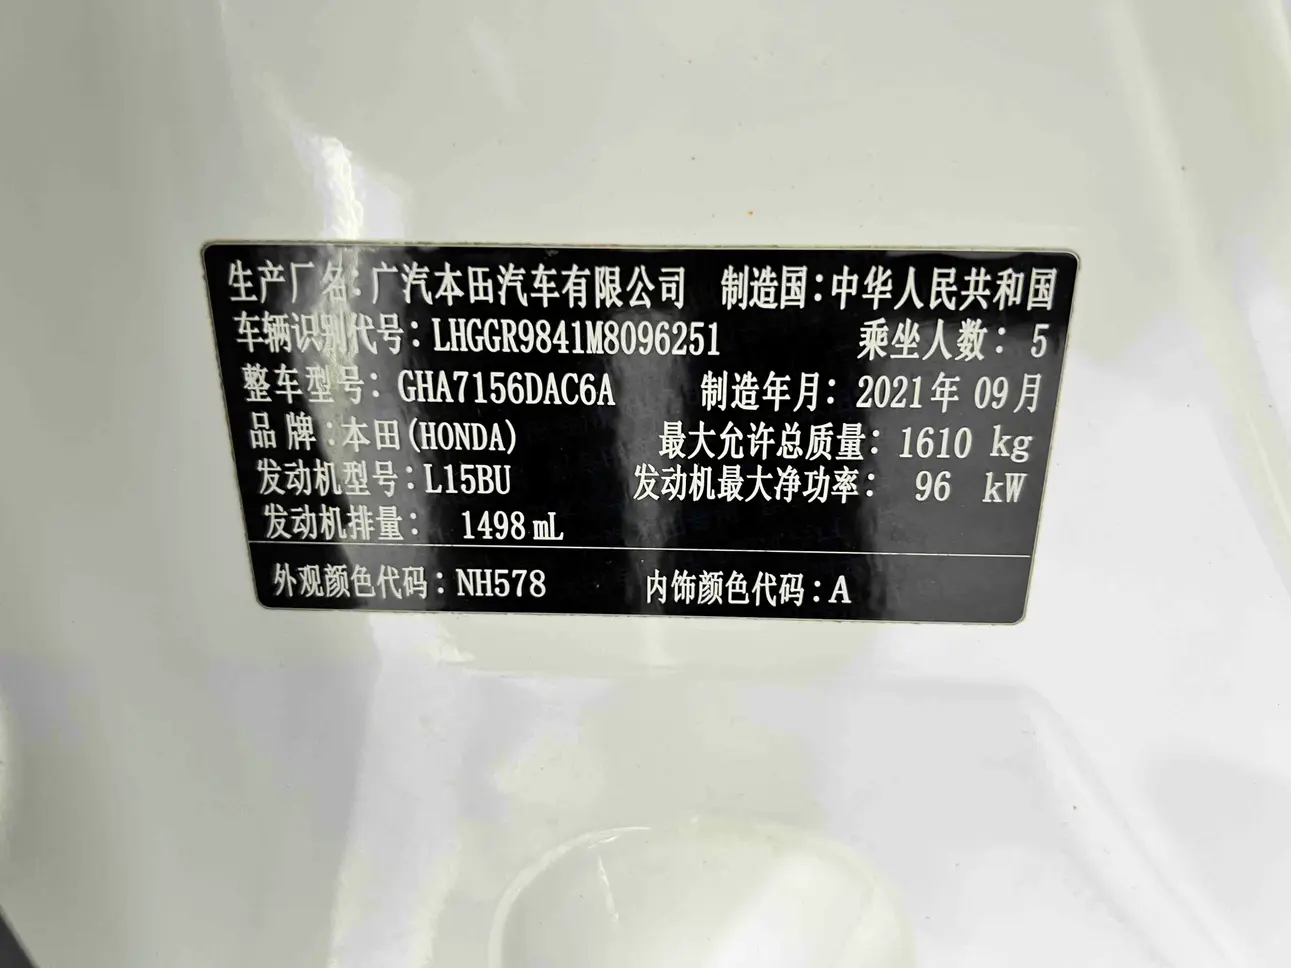 生产厂名：广汽本田汽车有限公司 制造国：中华人民共和国
车辆识别代号：LHGGR9841M8096251 乘坐人数：5
整车型号：GHA7156DAC6A 制造年月：2021年09月
品牌：本田(HONDA) 最大允许总质量：1610 kg
发动机型号：L15BU 发动机最大净功率：96 kW
发动机排量：1498 mL
外观颜色代码：NH578 内饰颜色代码：A